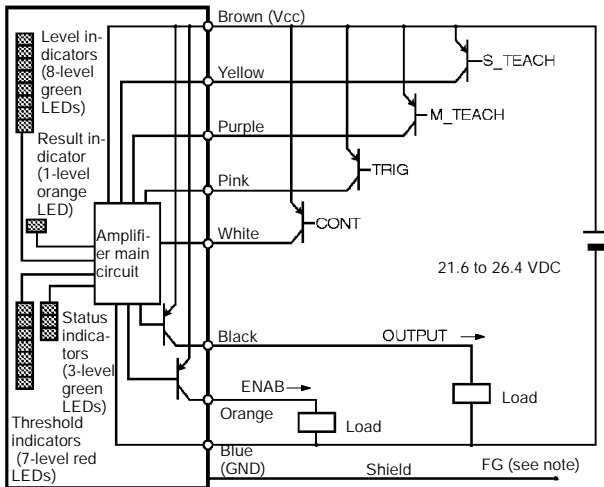 Level in-
dicators
(8-level
green
LEDs)
Result in-
dicator
(1-level
orange
LED)
Amplifi-
er main
circuit
Status
indica-
tors
(3-level
green
LEDs)
Threshold
indicators
(7-level red
LEDs)
Brown (Vcc)
Yellow
Purple
Pink
White
Black
Orange
Blue
(GND)
S_TEACH
M_TEACH
TRIG
CONT
21.6 to 26.4 VDC
OUTPUT
Load
ENAB
Load
Shield
FG (see note)